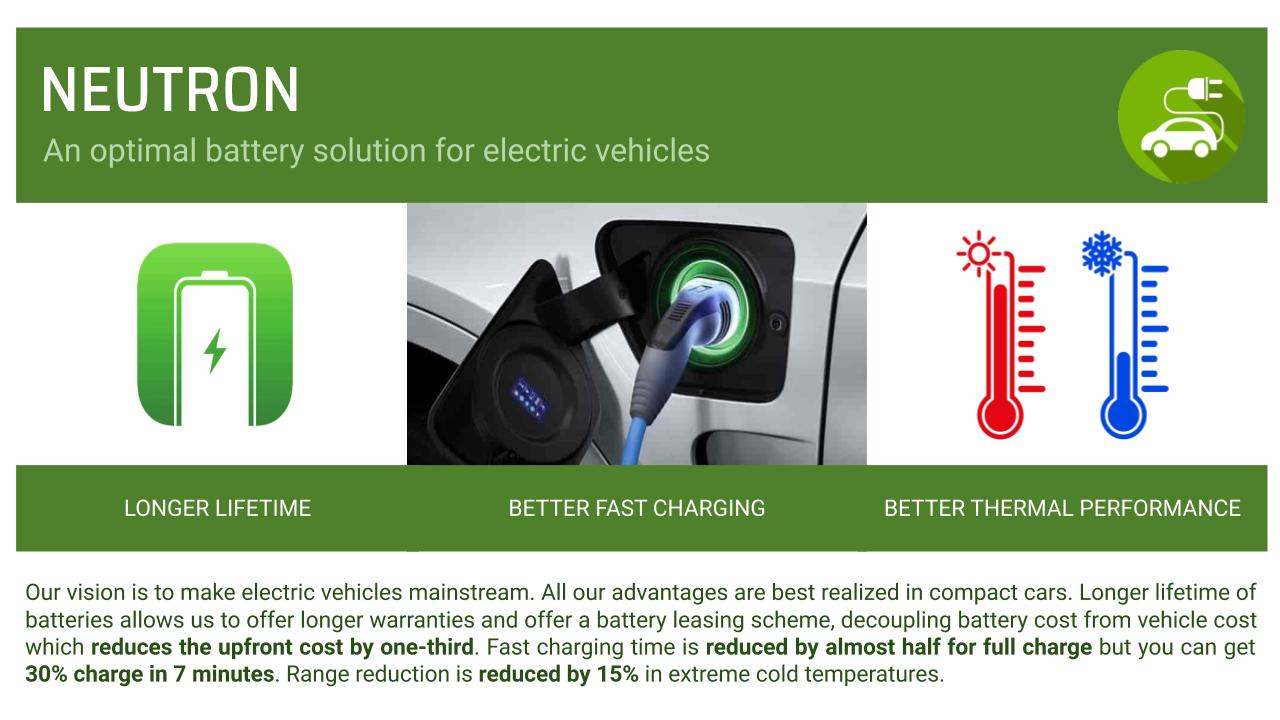 NEUTRON
An optimal battery solution for electric vehicles
LONGER LIFETIME
BETTER FAST CHARGING
BETTER THERMAL PERFORMANCE
Our vision is to make electric vehicles mainstream. All our advantages are best realized in compact cars. Longer lifetime of
batteries allows us to offer longer warranties and offer a battery leasing scheme, decoupling battery cost from vehicle cost
which reduces the upfront cost by one-third. Fast charging time is reduced by almost half for full charge but you can get
30% charge in 7 minutes. Range reduction is reduced by 15% in extreme cold temperatures.